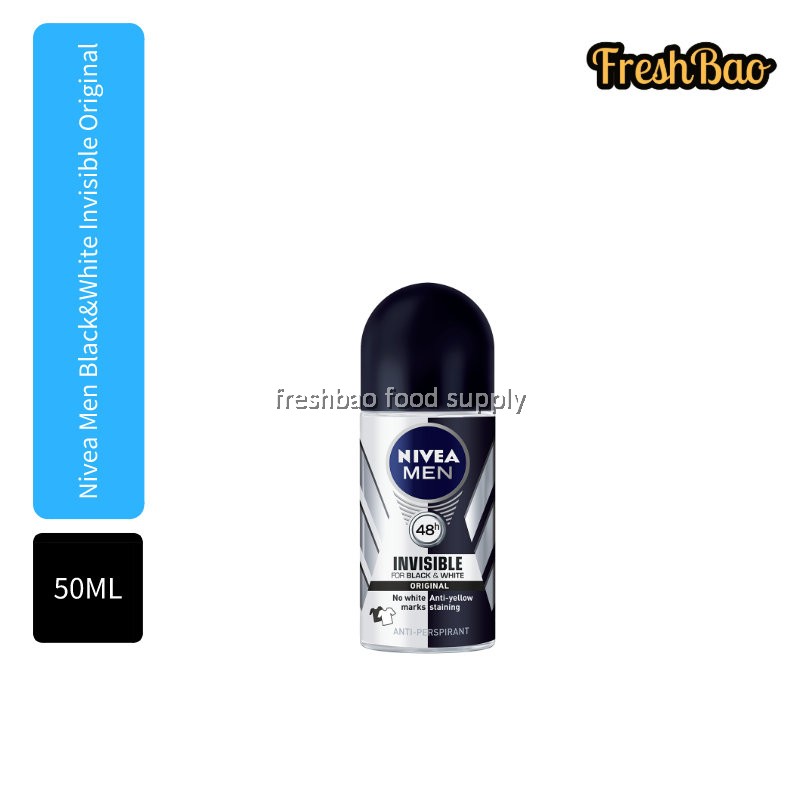 Nivea Men Black&White Invisible Original
50ML
FreshBao
freshbao food supply
NIVEA
MEN
48h
INVISIBLE
FOR BLACK & WHITE
ORIGINAL
No white Anti-yellow
marks staining
ANTI-PERSPIRANT